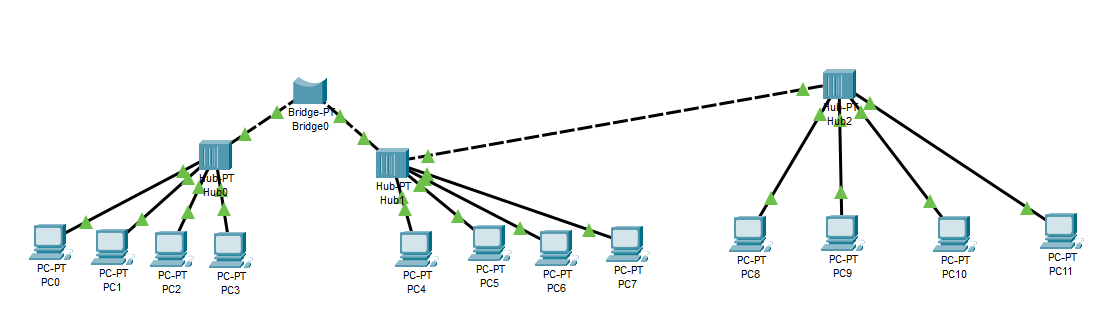 Bridge-PT
Bridge0
Hub-PT
Hub0
Hub-PT
Hub1
Hub-PT
Hub2
PC-PT
PC0
PC-PT
PC1
PC-PT
PC2
PC-PT
PC3
PC-PT
PC4
PC-PT
PC5
PC-PT
PC6
PC-PT
PC7
PC-PT
PC8
PC-PT
PC9
PC-PT
PC10
PC-PT
PC11